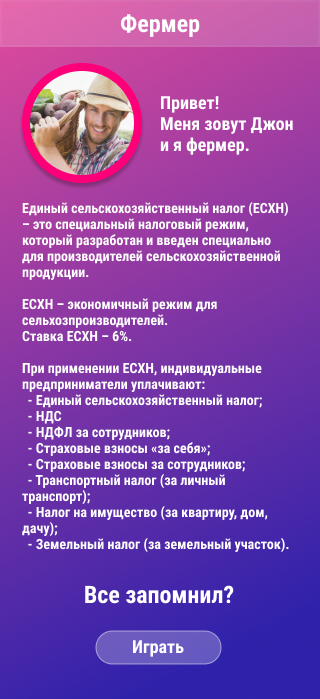 Фермер
Привет!
Меня зовут Джон
и я фермер.
Единый сельскохозяйственный налог (ЕСХН)
– это специальный налоговый режим,
который разработан и введен специально
для производителей сельскохозяйственной
продукции.
ЕСХН – экономичный режим для
сельхозпроизводителей.
Ставка ЕСХН – 6%.
При применении ЕСХН, индивидуальные
предприниматели уплачивают:
- Единый сельскохозяйственный налог;
- НДС
- НДФЛ за сотрудников;
- Страховые взносы «за себя»;
- Страховые взносы за сотрудников;
- Транспортный налог (за личный
транспорт);
- Налог на имущество (за квартиру, дом,
дачу);
- Земельный налог (за земельный участок).
Все запомнил?
Играть